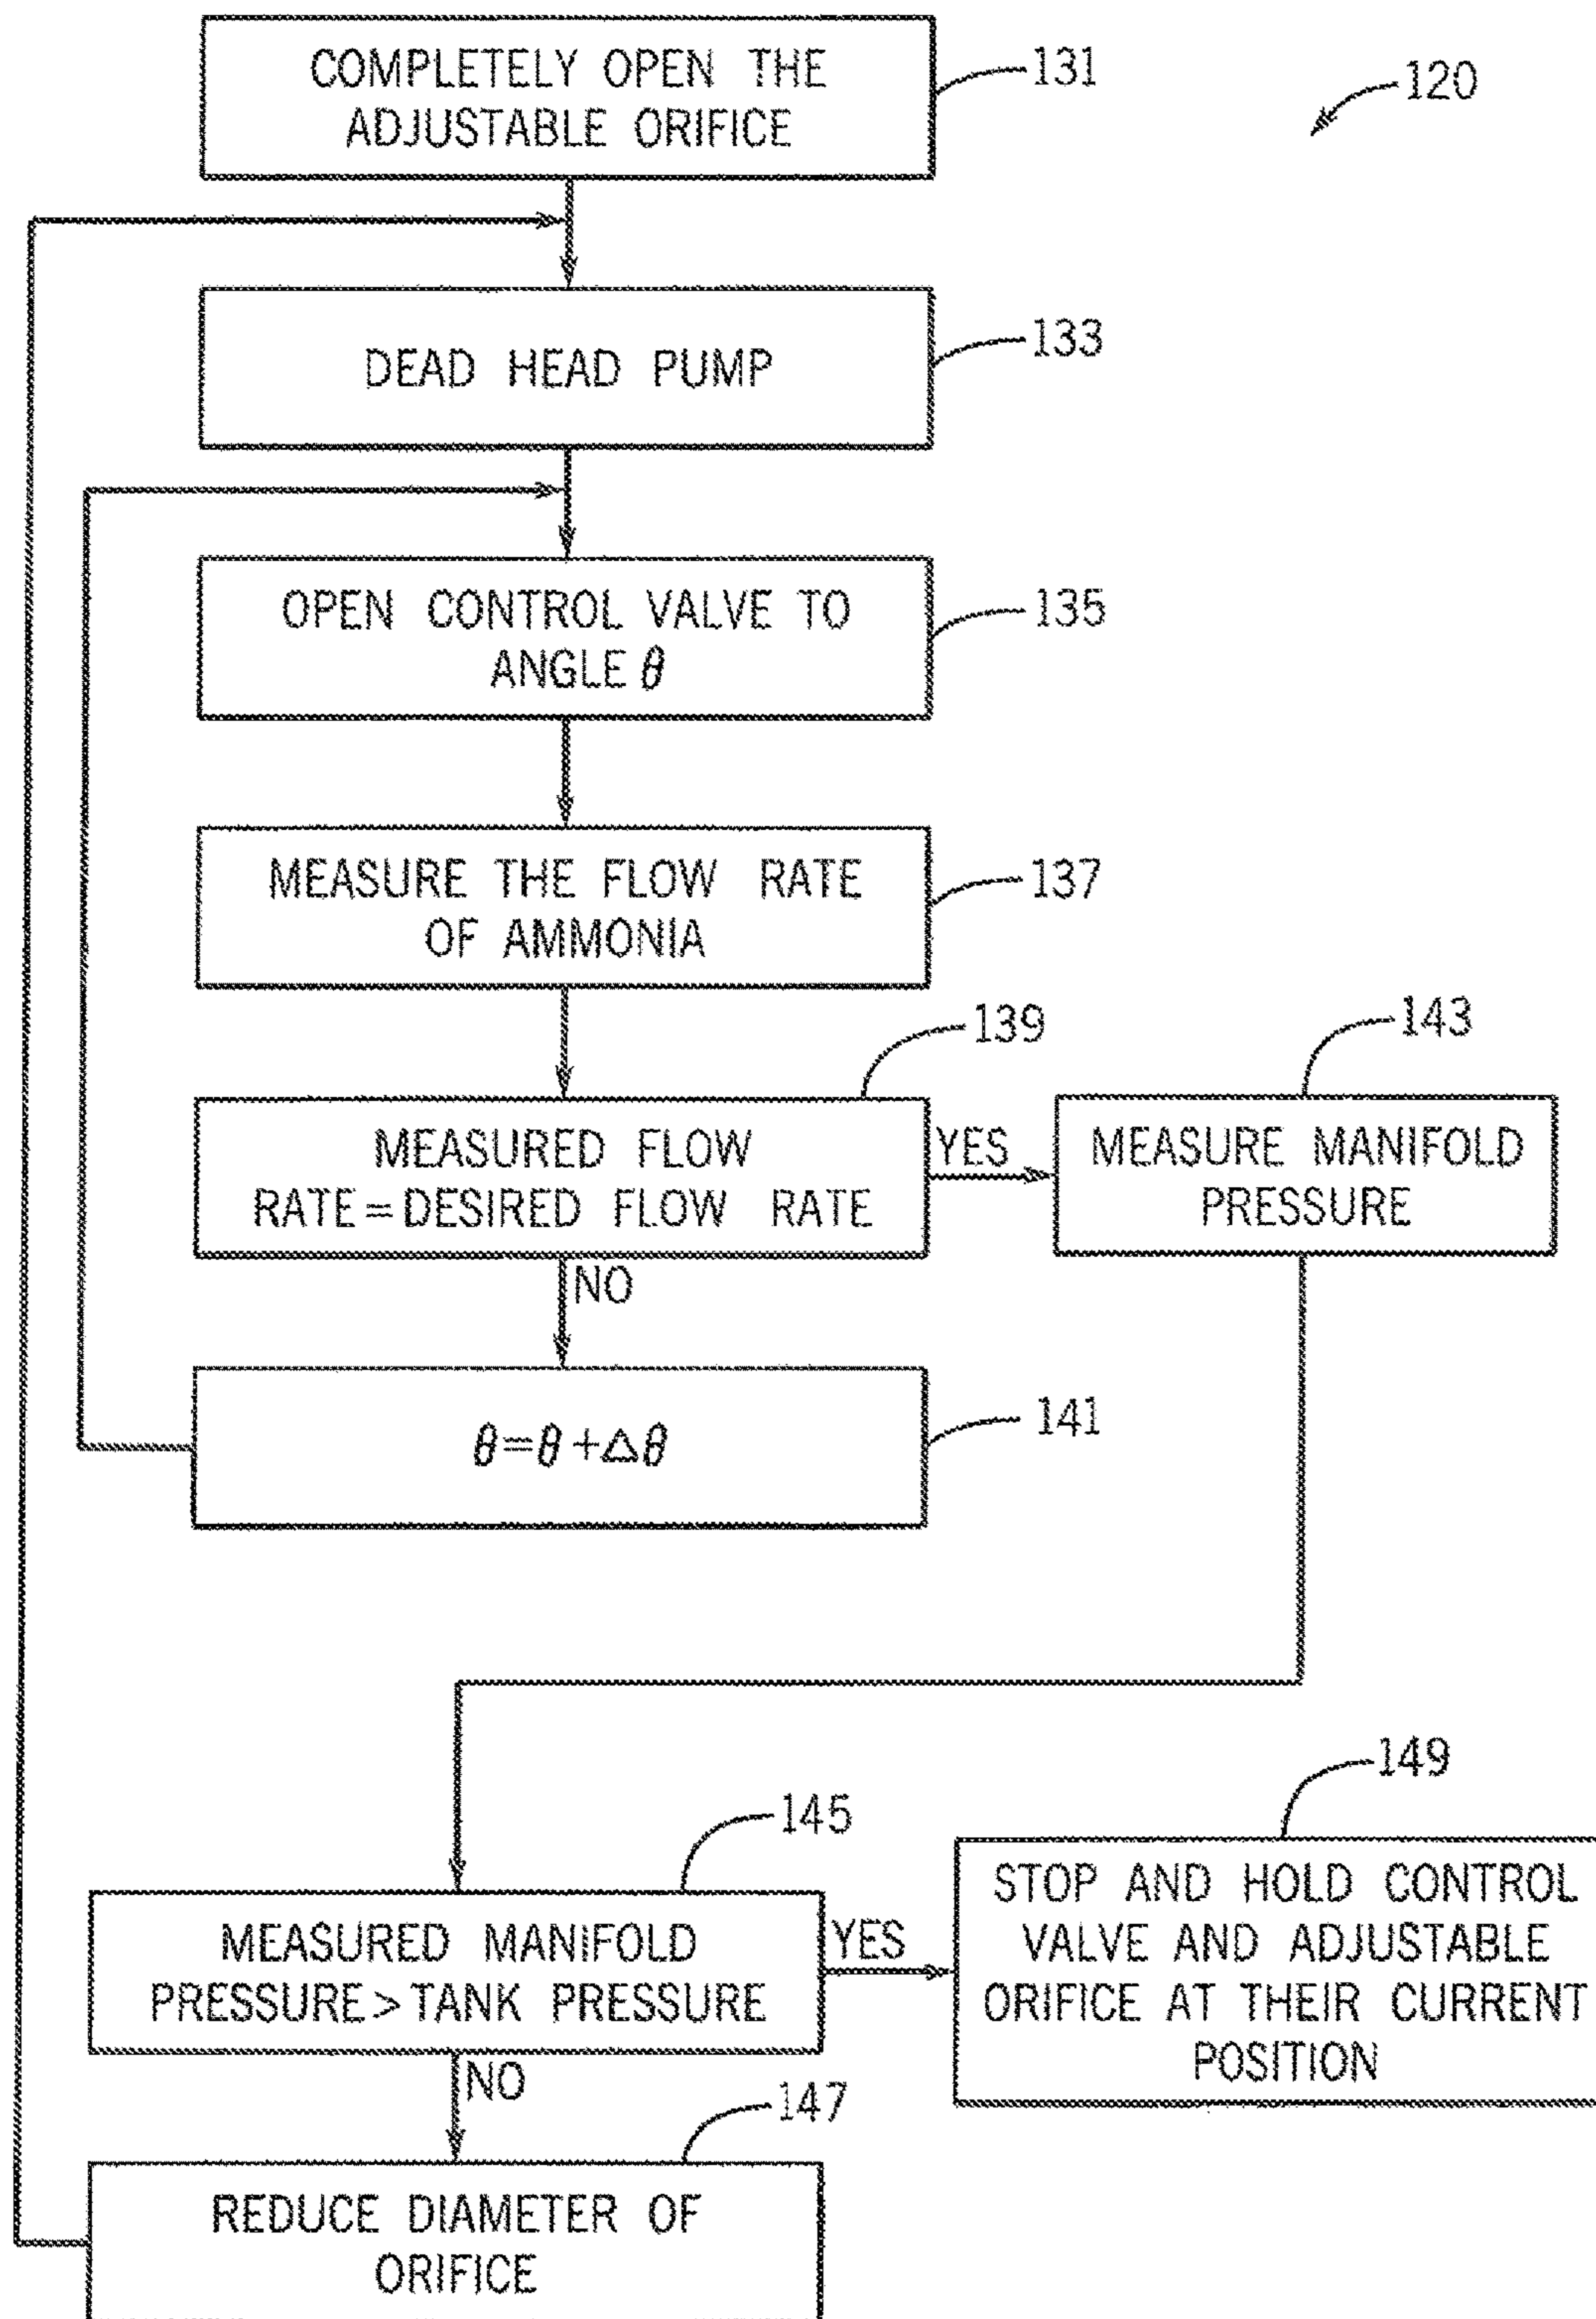 COMPLETELY OPEN THE
ADJUSTABLE ORIFICE
131
120
DEAD HEAD PUMP
133
OPEN CONTROL VALVE TO
ANGLE θ
135
MEASURE THE FLOW RATE
OF AMMONIA
137
139
MEASURED FLOW
RATE=DESIRED FLOW RATE
YES
143
MEASURE MANIFOLD
PRESSURE
NO
θ=θ+Δθ
141
145
MEASURED MANIFOLD
PRESSURE>TANK PRESSURE
YES
149
STOP AND HOLD CONTROL
VALVE AND ADJUSTABLE
ORIFICE AT THEIR CURRENT
POSITION
NO
147
REDUCE DIAMETER OF
ORIFICE